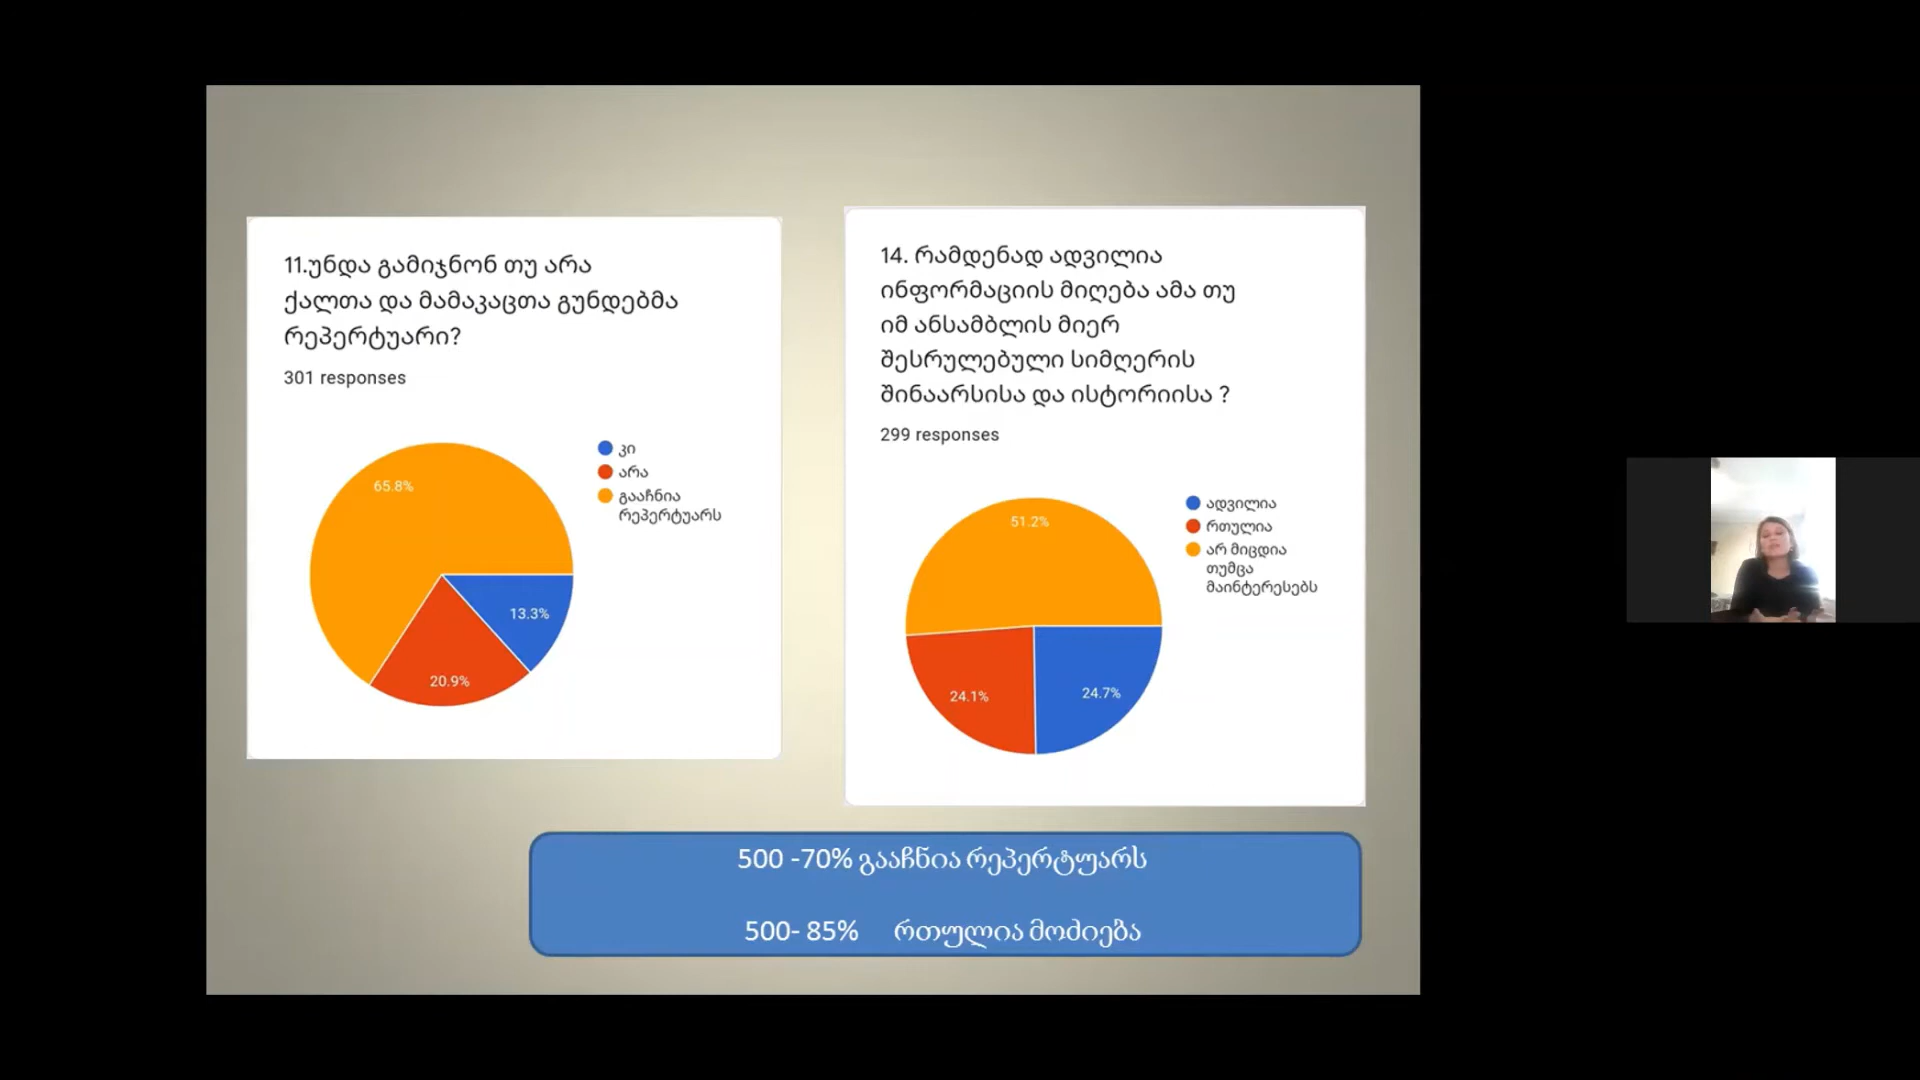 11.უნდა გამიჯნონ თუ არა
ქალთა და მამაკაცთა გუნდებმა
რეპერტუარი?
301 responses
65.8%
13.3%
20.9%
კი
არა
გააჩნია
რეპერტუარს
14. რამდენად ადვილია
ინფორმაციის მიღება ამა თუ
იმ ანსამბლის მიერ
შესრულებული სიმღერის
შინაარსისა და ისტორიისა ?
299 responses
51.2%
24.1%
24.7%
ადვილია
რთულია
არ მიცდია
თუმცა
მაინტერესებს
500 -70% გააჩნია რეპერტუარს
500- 85% რთულია მოძიება